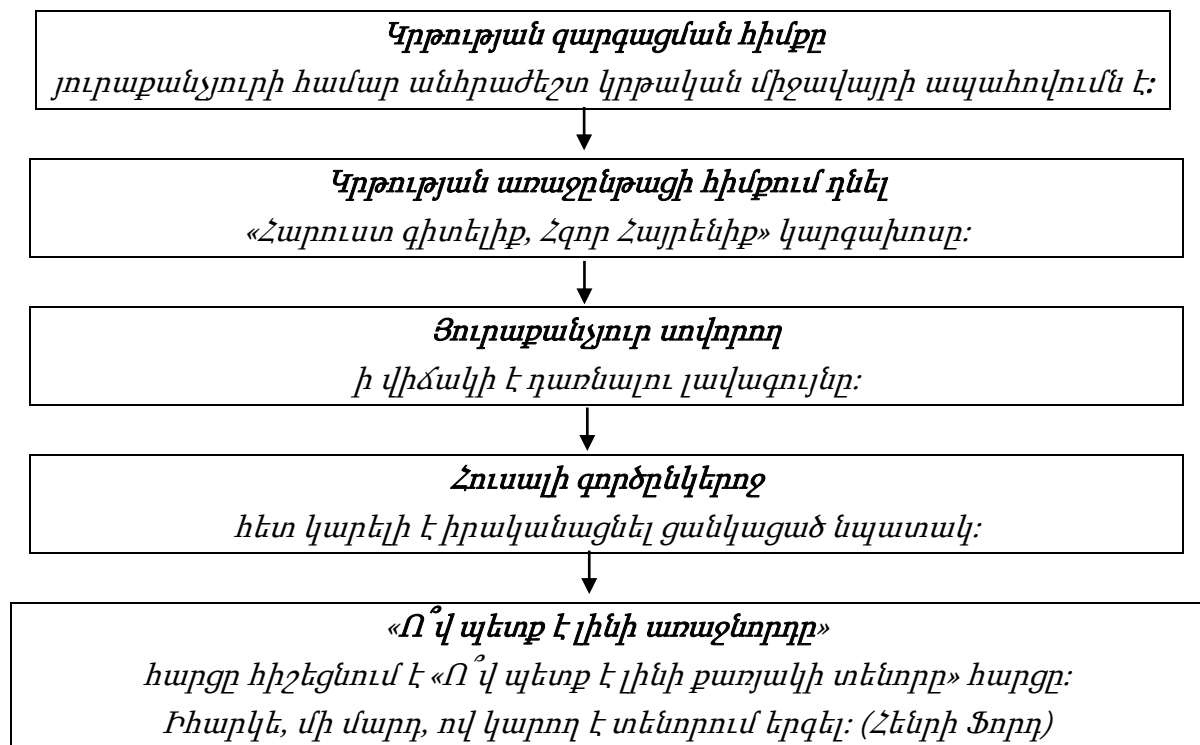 Կրթության զարգացման հիմքը
յուրաքանչյուրի համար անհրաժեշտ կրթական միջավայրի ապահովումն է:
Կրթության առաջընթացի հիմքում դնել
«Հարուստ գիտելիք, Հզոր Հայրենիք» կարգախոսը:
Յուրաքանչյուր սովորող
ի վիճակի է դառնալու լավագույնը:
Հուսալի գործընկերոջ
հետ կարելի է իրականացնել ցանկացած նպատակ:
«Ո՞վ պետք է լինի առաջնորդը»
հարցը հիշեցնում է «Ո՞վ պետք է լինի քառյակի տենորը» հարցը:
Իհարկե, մի մարդ, ով կարող է տենորում երգել: (Հենրի Ֆորդ)